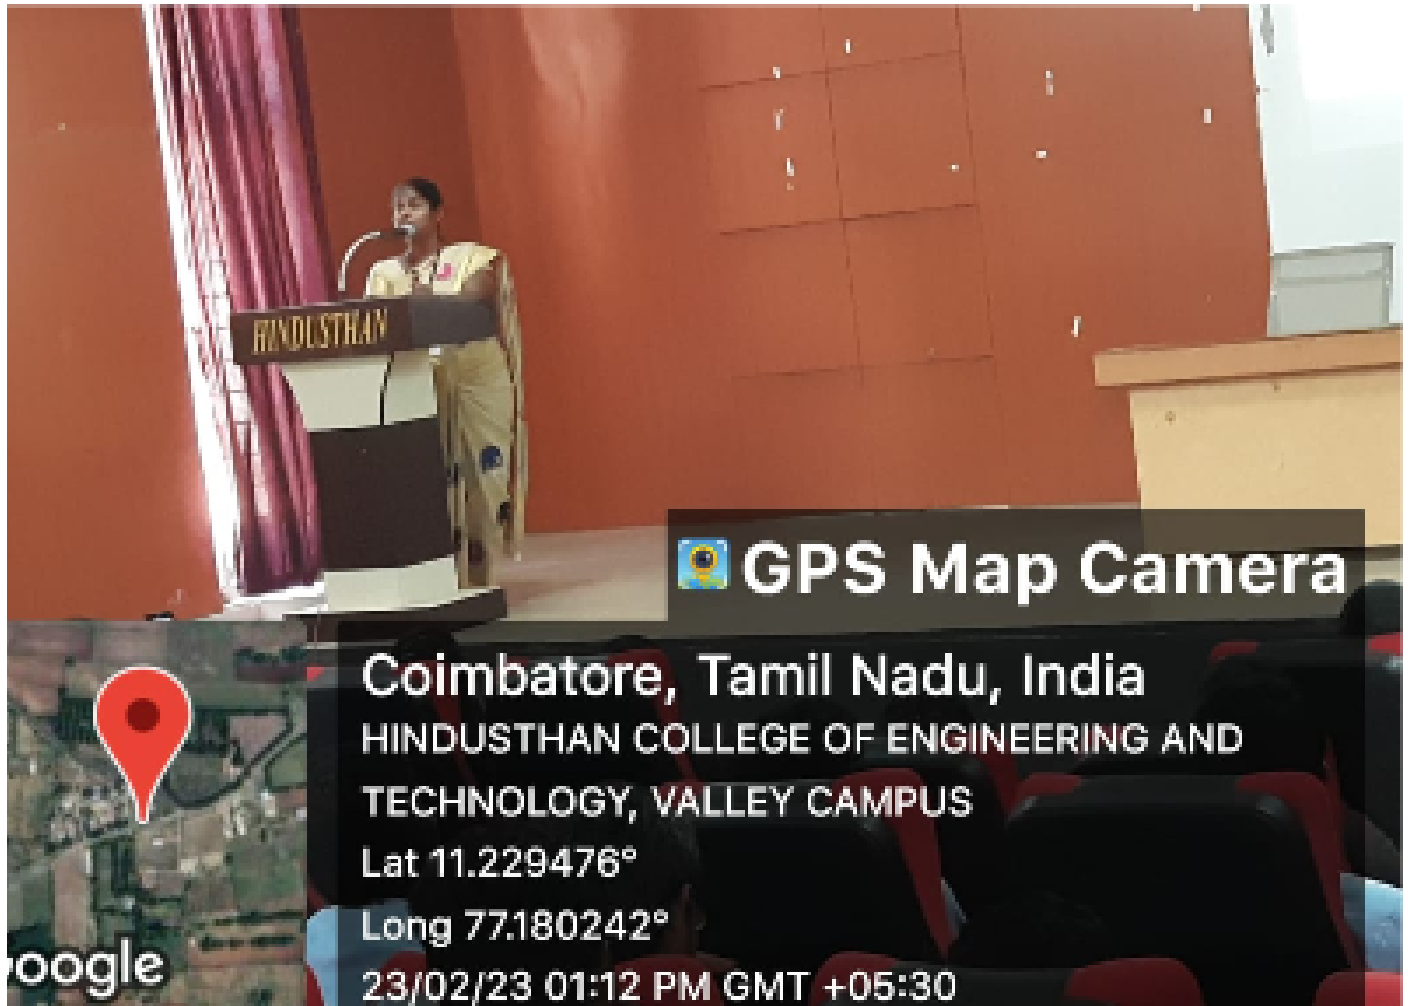 HINDUSTHAN
GPS Map Camera
Coimbatore, Tamil Nadu, India
HINDUSTHAN COLLEGE OF ENGINEERING AND
TECHNOLOGY, VALLEY CAMPUS
Lat 11.229476°
Long 77.180242°
23/02/23 01:12 PM GMT +05:30
oogle